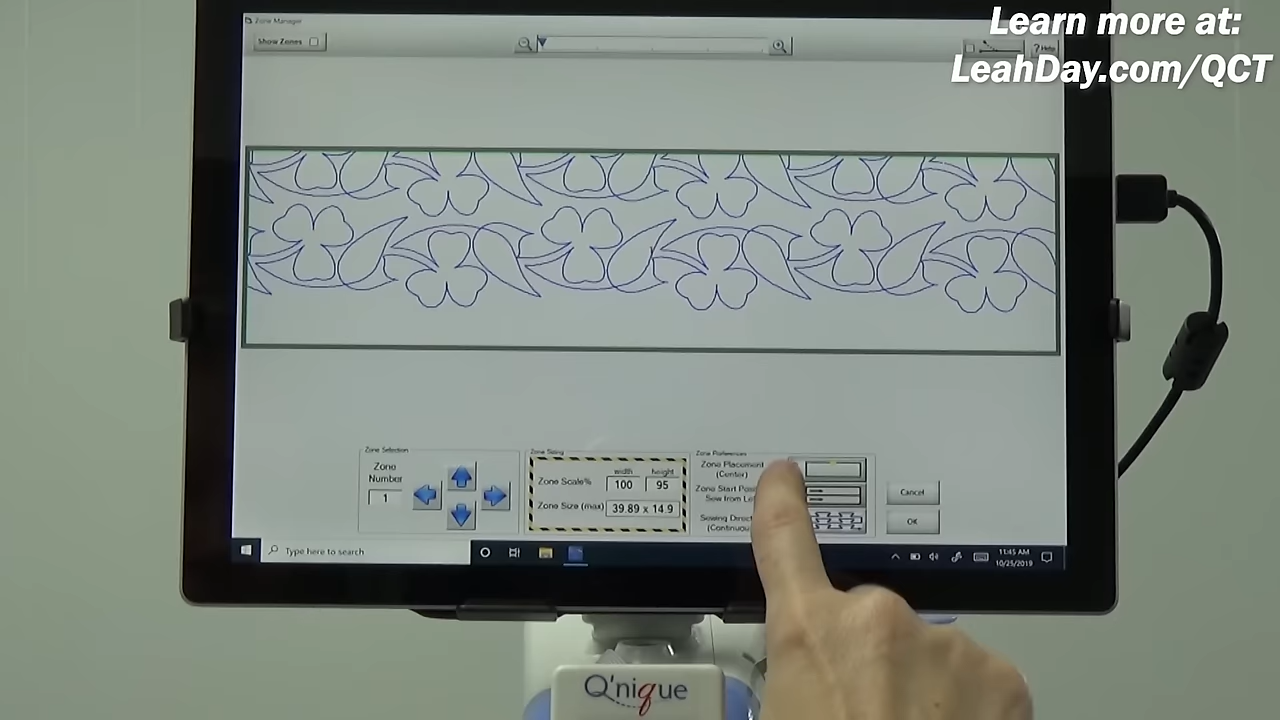 Learn more at:
LeahDay.com/QCT
Zone Manager
Show Zones
Help
Zone Selection
Zone
Number
1
Zone Sizing
width
height
Zone Scale%
100
95
Zone Size (max)
39.89 x 14.9
Zone Preferences
Zone Placement
(Center)
Zone Start Posi
Sew from Le
Sewing Direct
(Continuou
Cancel
OK
Type here to search
11:45 AM
10/25/2019
Q'nique